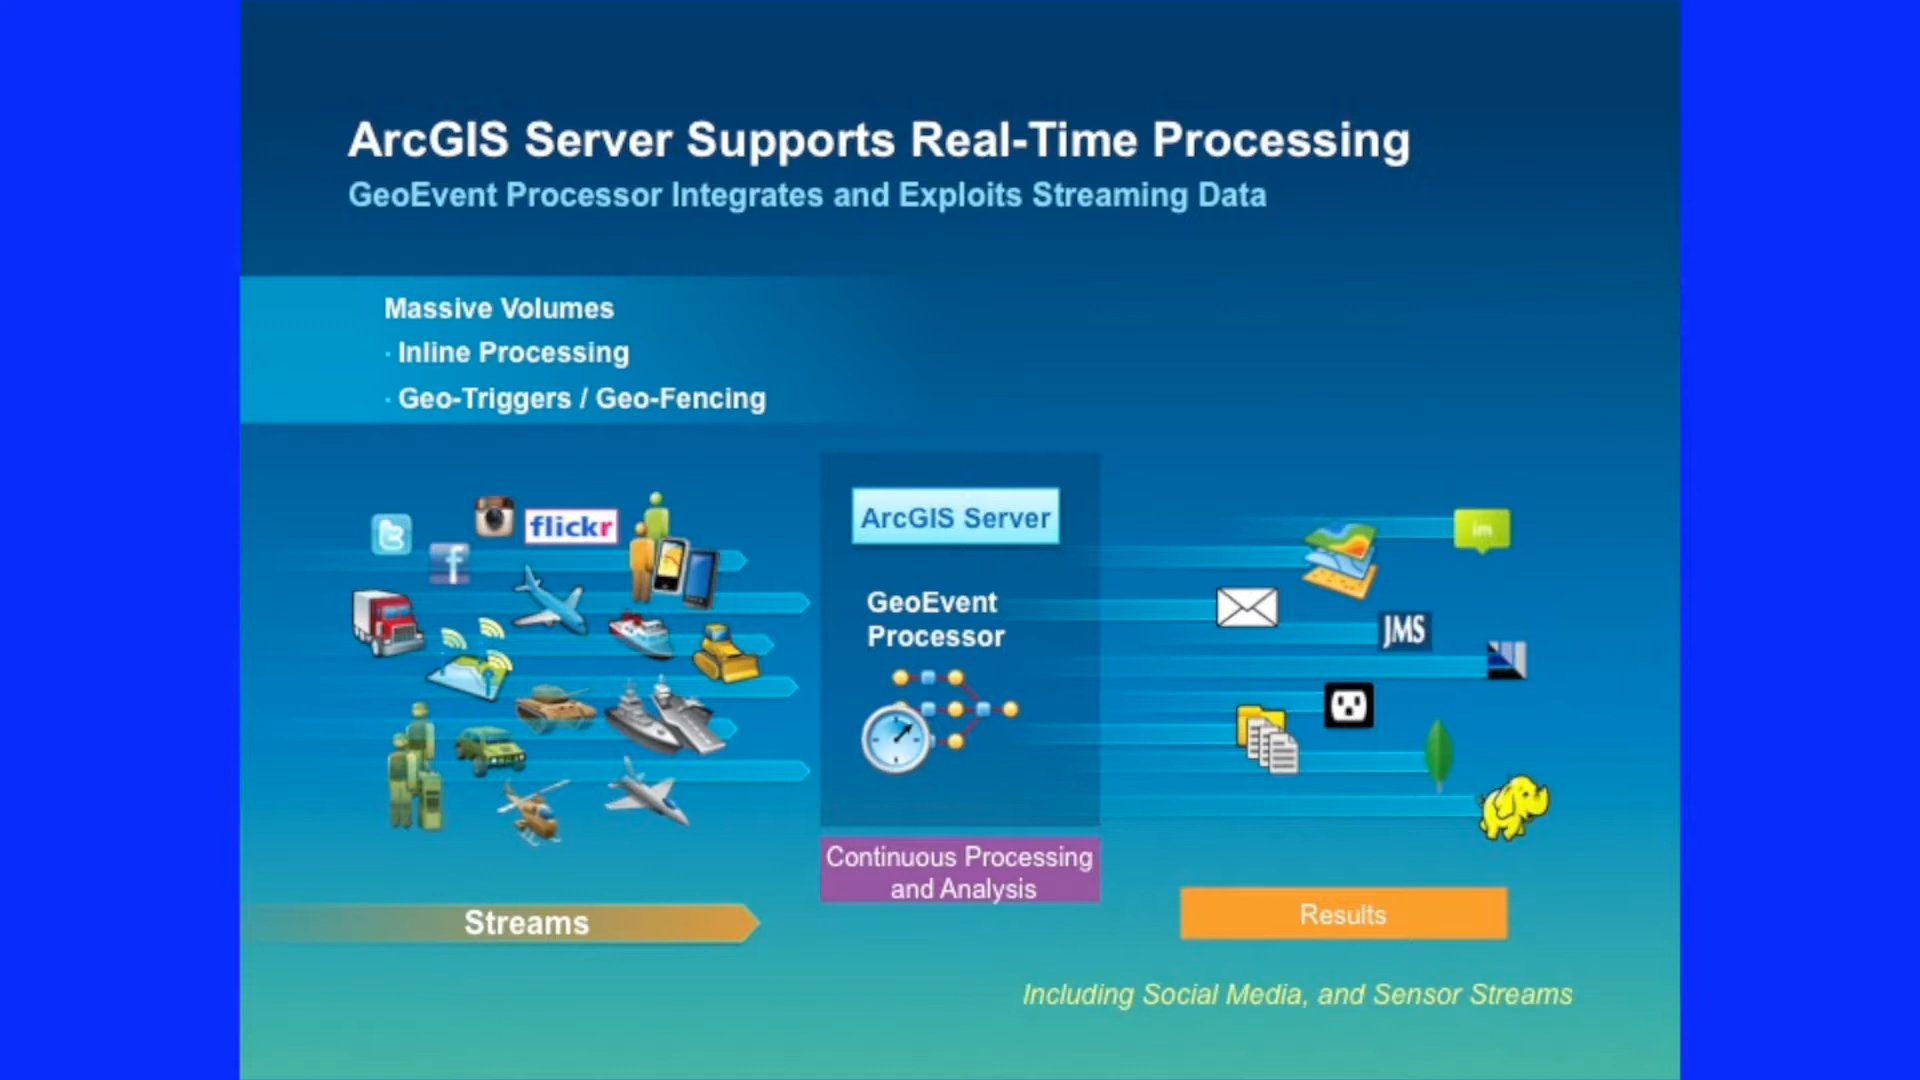 ArcGIS Server Supports Real-Time Processing
GeoEvent Processor Integrates and Exploits Streaming Data
Massive Volumes
· Inline Processing
· Geo-Triggers / Geo-Fencing
flickr
ArcGIS Server
GeoEvent
Processor
im
JMS
Continuous Processing
and Analysis
Streams
Results
Including Social Media, and Sensor Streams